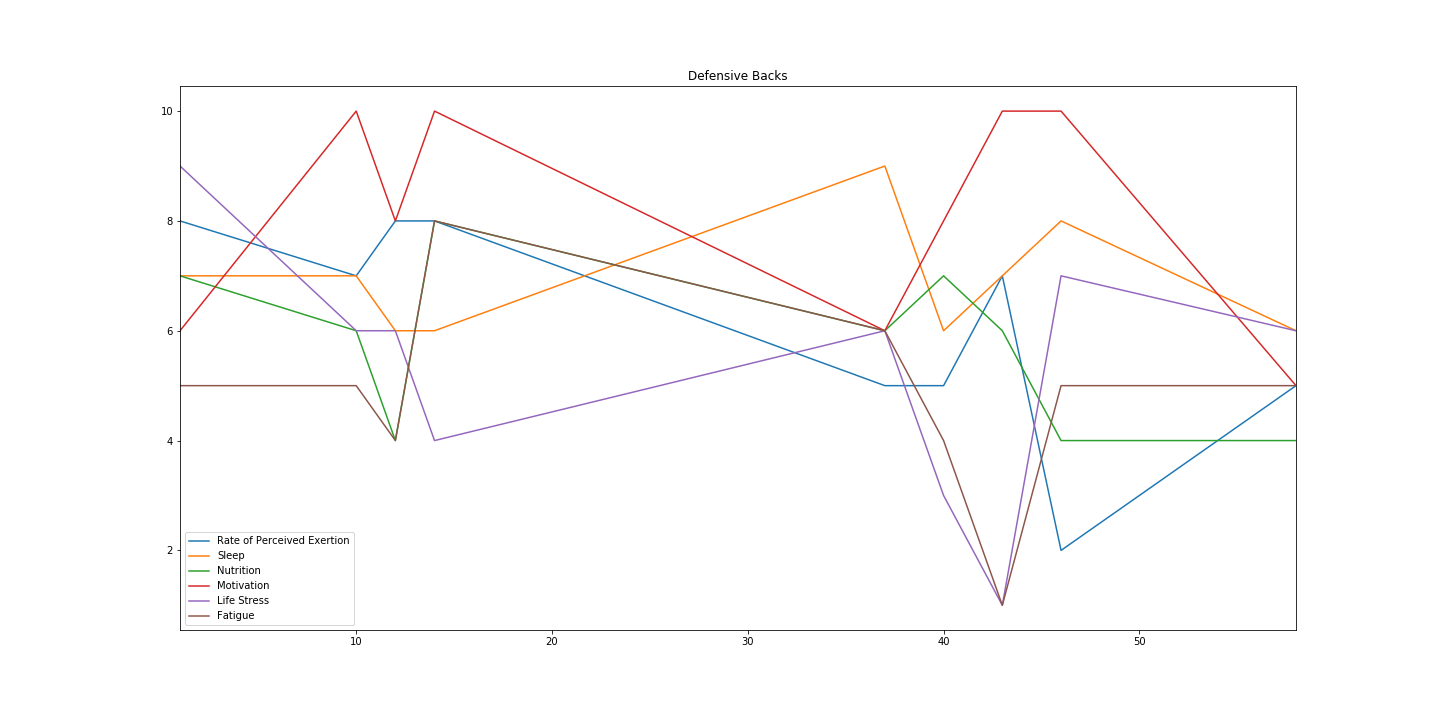 Defensive Backs
10
8
6
4
2
Rate of Perceived Exertion
Sleep
Nutrition
Motivation
Life Stress
Fatigue
10 20 30 40 50